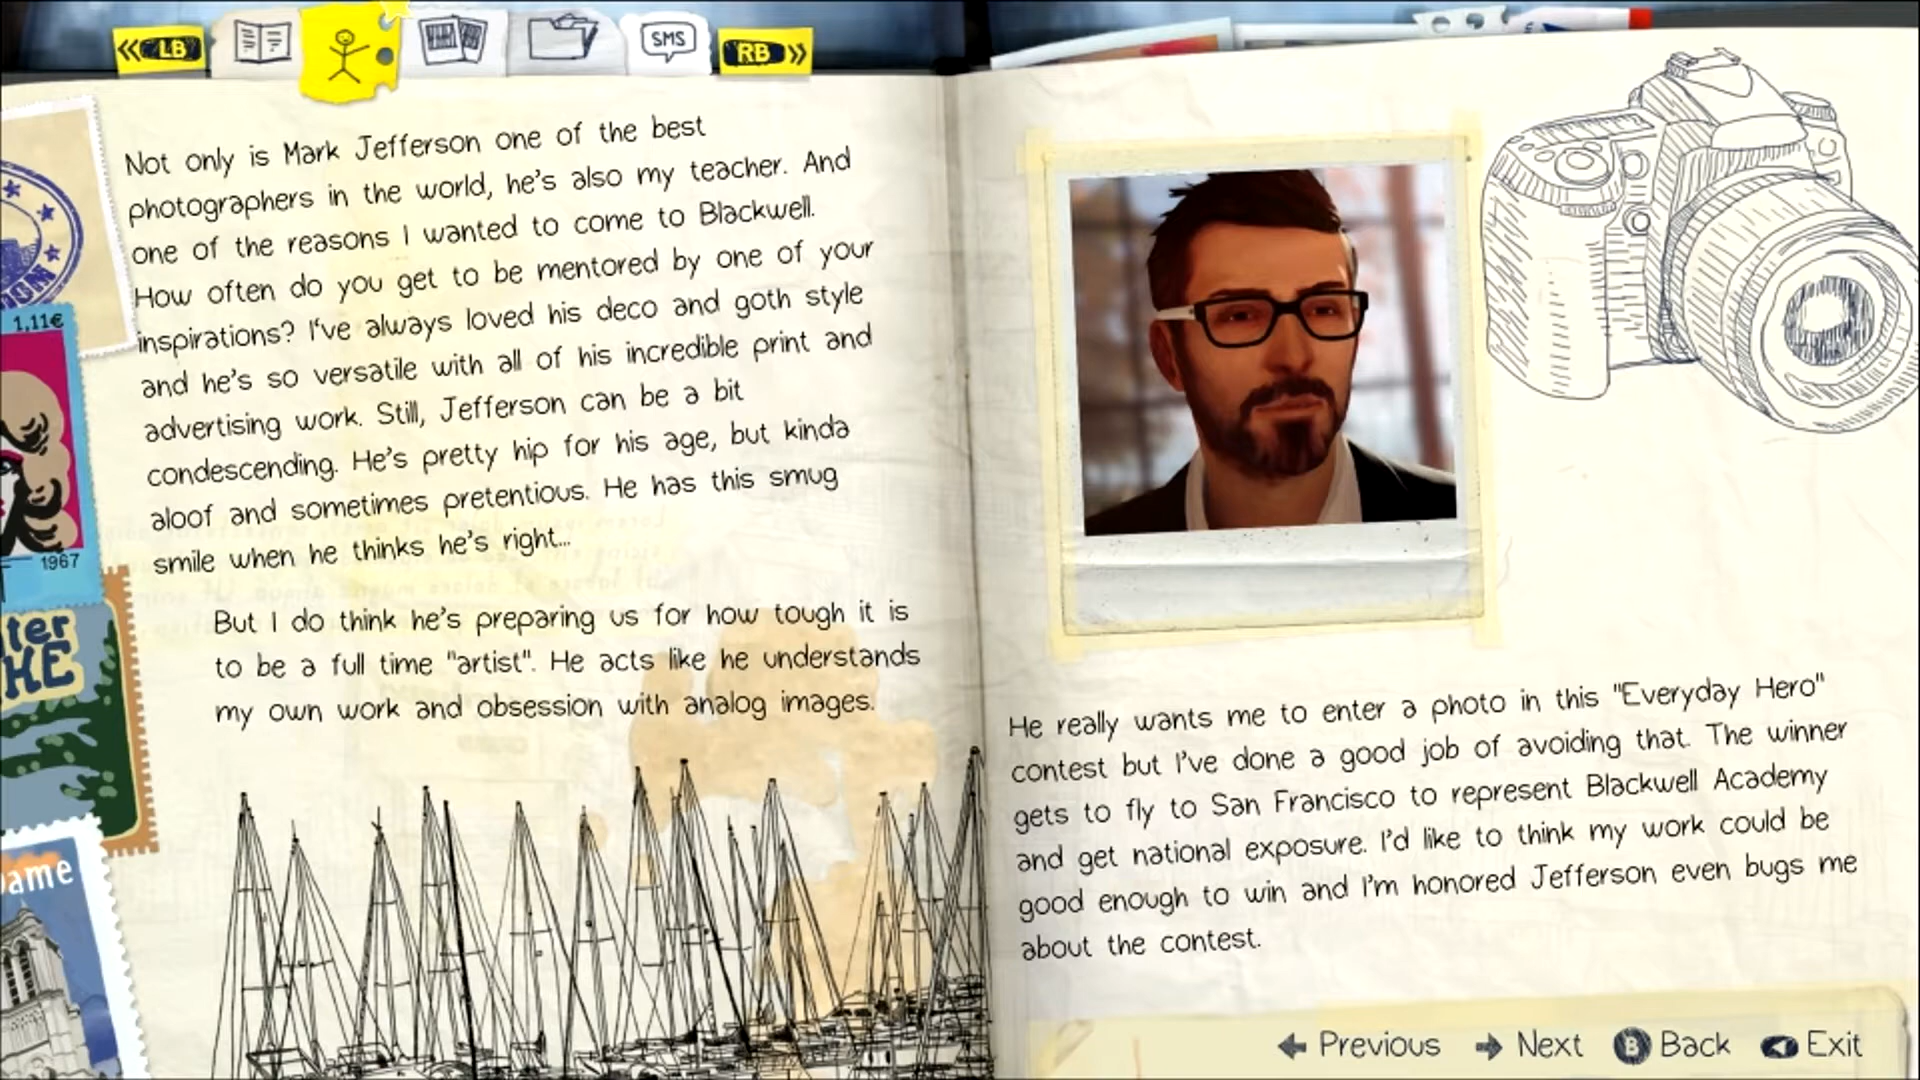 LB
SMS
RB
Not only is Mark Jefferson one of the best
photographers in the world, he's also my teacher. And
one of the reasons I wanted to come to Blackwell.
How often do you get to be mentored by one of your
inspirations? I've always loved his deco and goth style
and he's so versatile with all of his incredible print and
advertising work. Still, Jefferson can be a bit
condescending. He's pretty hip for his age, but kinda
aloof and sometimes pretentious. He has this smug
smile when he thinks he's right...
But I do think he's preparing us for how tough it is
to be a full time "artist". He acts like he understands
my own work and obsession with analog images.
1,11€
1967
He really wants me to enter a photo in this "Everyday Hero"
contest but I've done a good job of avoiding that. The winner
gets to fly to San Francisco to represent Blackwell Academy
and get national exposure. I'd like to think my work could be
good enough to win and I'm honored Jefferson even bugs me
about the contest.
Previous Next B Back Exit